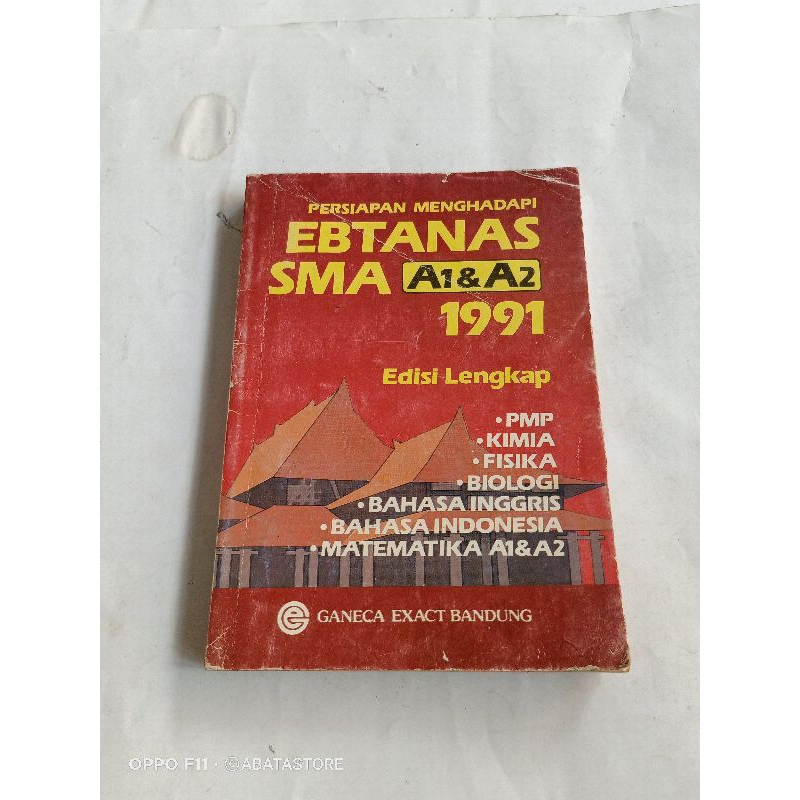 PERSIAPAN MENGHADAPI
EBTANAS
SMA A1&A2
1991
Edisi Lengkap
• PMP
• KIMIA
• FISIKA
• BIOLOGI
• BAHASA INGGRIS
• BAHASA INDONESIA
• MATEMATIKA A1&A2
e GANECA EXACT BANDUNG
OPPO F11 · @ABATASTORE